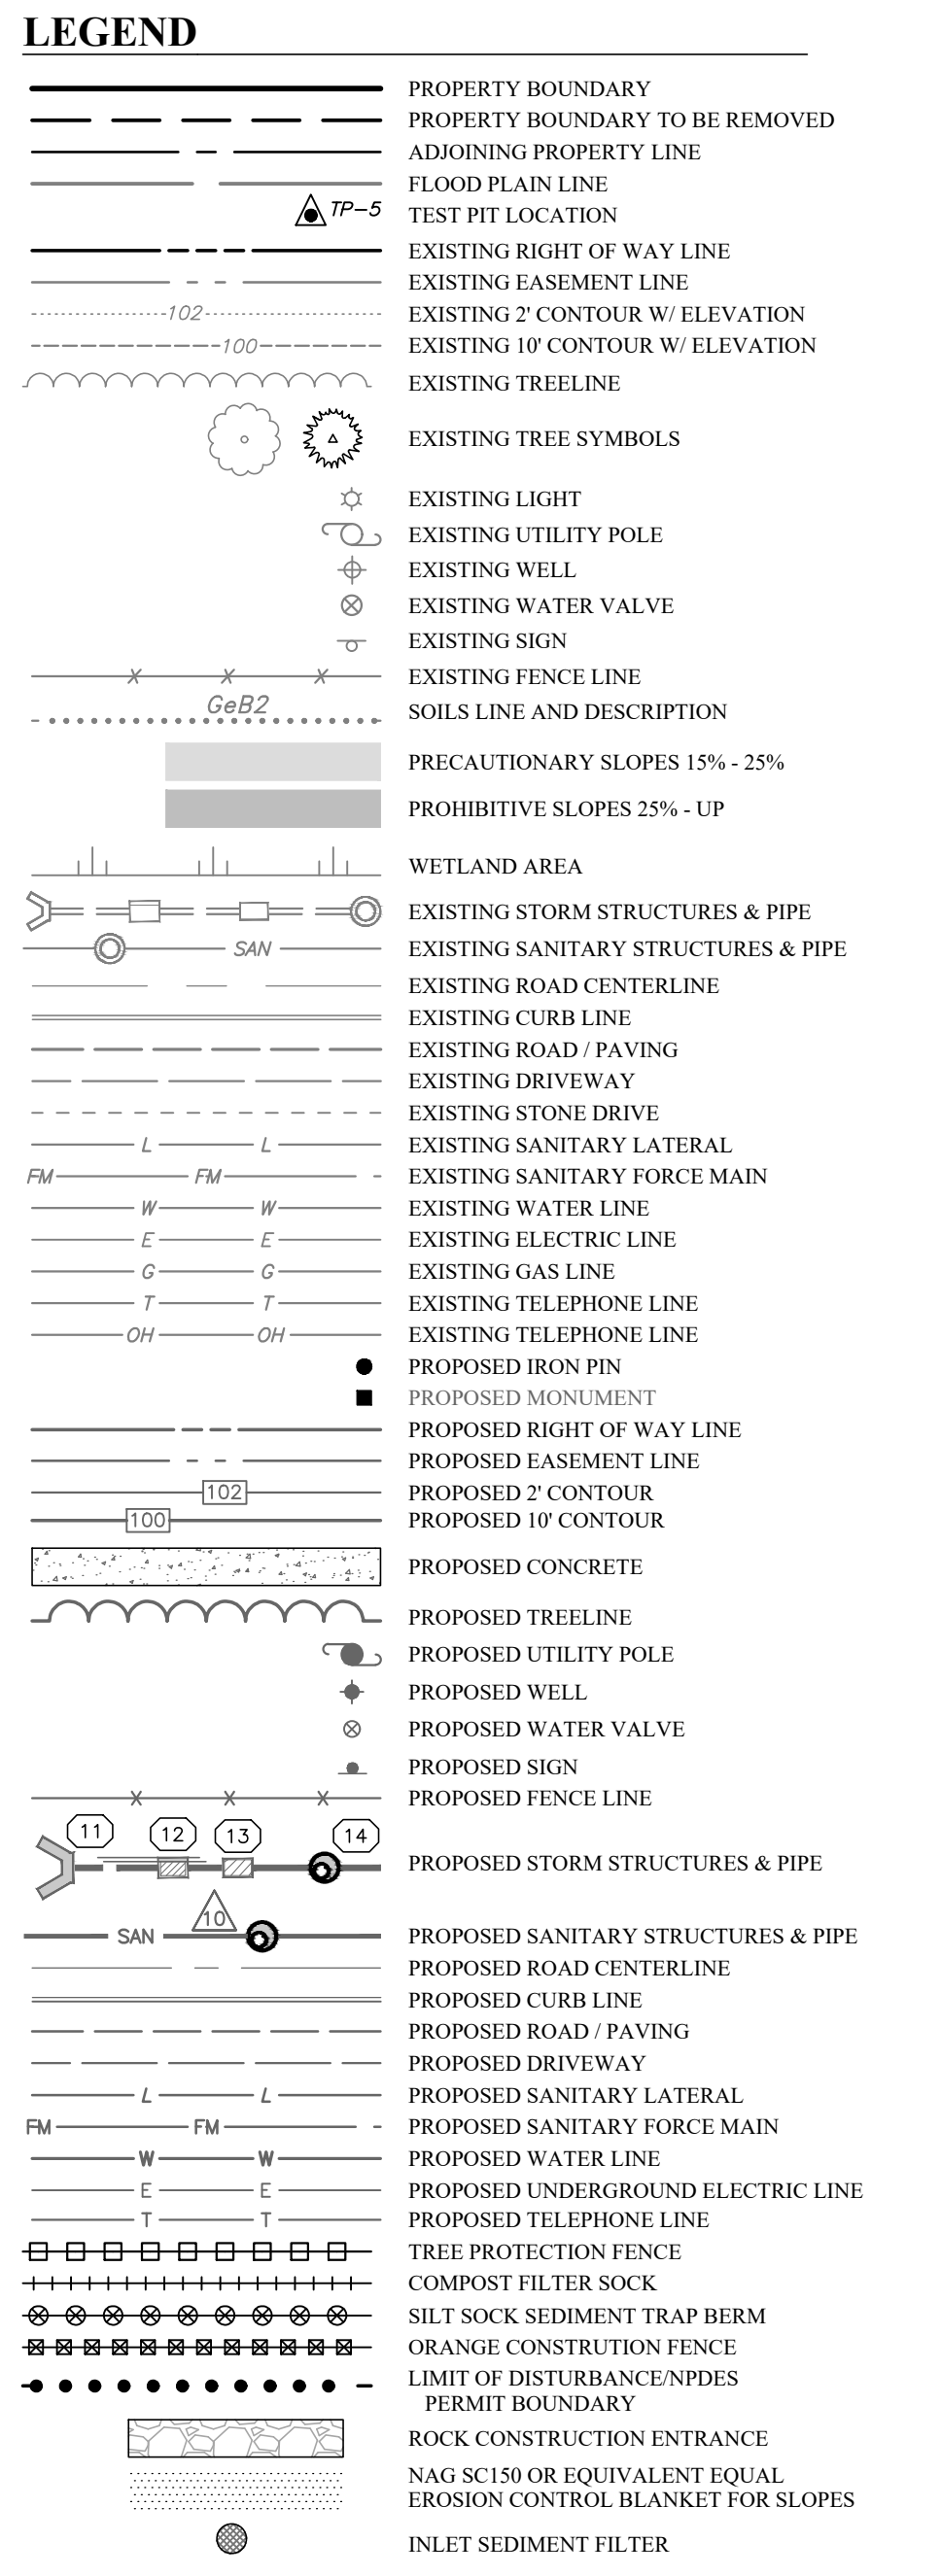 LEGEND
PROPERTY BOUNDARY
PROPERTY BOUNDARY TO BE REMOVED
ADJOINING PROPERTY LINE
FLOOD PLAIN LINE
TP-5 TEST PIT LOCATION
EXISTING RIGHT OF WAY LINE
EXISTING EASEMENT LINE
102 EXISTING 2' CONTOUR W/ ELEVATION
100 EXISTING 10' CONTOUR W/ ELEVATION
EXISTING TREELINE
EXISTING TREE SYMBOLS
EXISTING LIGHT
EXISTING UTILITY POLE
EXISTING WELL
EXISTING WATER VALVE
EXISTING SIGN
X X X EXISTING FENCE LINE
GeB2 SOILS LINE AND DESCRIPTION
PRECAUTIONARY SLOPES 15% - 25%
PROHIBITIVE SLOPES 25% - UP
WETLAND AREA
EXISTING STORM STRUCTURES & PIPE
SAN EXISTING SANITARY STRUCTURES & PIPE
EXISTING ROAD CENTERLINE
EXISTING CURB LINE
EXISTING ROAD / PAVING
EXISTING DRIVEWAY
EXISTING STONE DRIVE
L L EXISTING SANITARY LATERAL
FM FM EXISTING SANITARY FORCE MAIN
W W EXISTING WATER LINE
E E EXISTING ELECTRIC LINE
G G EXISTING GAS LINE
T T EXISTING TELEPHONE LINE
OH OH EXISTING TELEPHONE LINE
PROPOSED IRON PIN
PROPOSED MONUMENT
PROPOSED RIGHT OF WAY LINE
PROPOSED EASEMENT LINE
102 PROPOSED 2' CONTOUR
100 PROPOSED 10' CONTOUR
PROPOSED CONCRETE
PROPOSED TREELINE
PROPOSED UTILITY POLE
PROPOSED WELL
PROPOSED WATER VALVE
PROPOSED SIGN
X X X PROPOSED FENCE LINE
11 12 13 14
PROPOSED STORM STRUCTURES & PIPE
10
SAN PROPOSED SANITARY STRUCTURES & PIPE
PROPOSED ROAD CENTERLINE
PROPOSED CURB LINE
PROPOSED ROAD / PAVING
PROPOSED DRIVEWAY
L L PROPOSED SANITARY LATERAL
FM FM PROPOSED SANITARY FORCE MAIN
W W PROPOSED WATER LINE
E E PROPOSED UNDERGROUND ELECTRIC LINE
T T PROPOSED TELEPHONE LINE
TREE PROTECTION FENCE
COMPOST FILTER SOCK
SILT SOCK SEDIMENT TRAP BERM
ORANGE CONSTRUTION FENCE
LIMIT OF DISTURBANCE/NPDES
PERMIT BOUNDARY
ROCK CONSTRUCTION ENTRANCE
NAG SC150 OR EQUIVALENT EQUAL
EROSION CONTROL BLANKET FOR SLOPES
INLET SEDIMENT FILTER